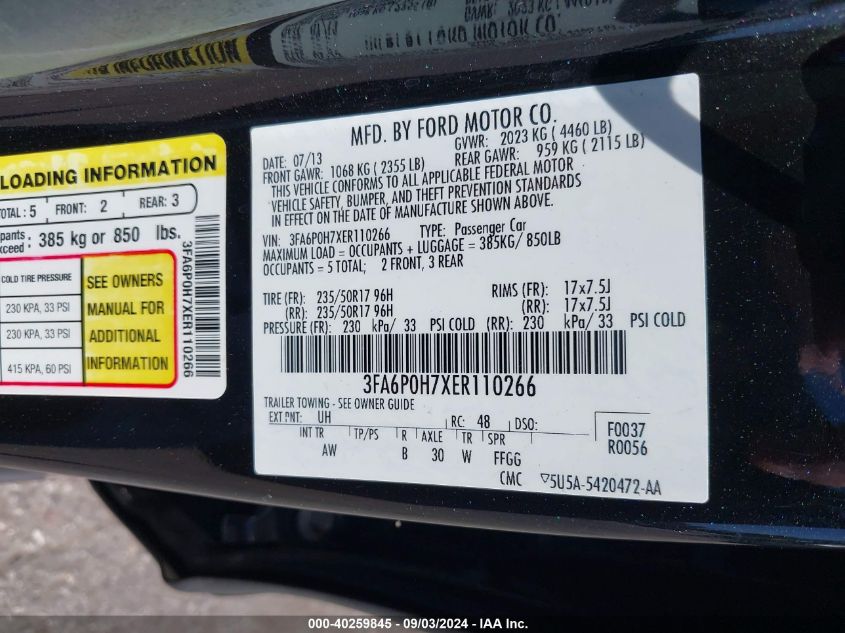 INFORMATION
MFD. BY FORD MOTOR CO.
DATE: 07/13
GVWR: 2023 KG ( 4460 LB)
FRONT GAWR: 1068 KG ( 2355 LB)
REAR GAWR: 959 KG ( 2115 LB)
THIS VEHICLE CONFORMS TO ALL APPLICABLE FEDERAL MOTOR
VEHICLE SAFETY, BUMPER, AND THEFT PREVENTION STANDARDS
IN EFFECT ON THE DATE OF MANUFACTURE SHOWN ABOVE.
VIN: 3FA6P0H7XER110266 TYPE: Passenger Car
MAXIMUM LOAD = OCCUPANTS + LUGGAGE = 385KG/ 850LB
OCCUPANTS = 5 TOTAL; 2 FRONT, 3 REAR
TIRE (FR): 235/50R17 96H RIMS (FR): 17x7.5J
(RR): 235/50R17 96H (RR): 17x7.5J
PRESSURE (FR): 230 kPa/ 33 PSI COLD (RR): 230 kPa/ 33 PSI COLD
3FA6P0H7XER110266
TRAILER TOWING - SEE OWNER GUIDE
EXT PNT: UH RC: 48 DSO:
F0037
R0056
INT TR TP/PS R AXLE TR SPR
AW B 30 W FFGG
CMC ▽5U5A-5420472-AA
LOADING INFORMATION
TOTAL : 5 FRONT: 2 REAR: 3
385 kg or 850 lbs.
COLD TIRE PRESSURE
230 KPA, 33 PSI
230 KPA, 33 PSI
415 KPA, 60 PSI
SEE OWNERS
MANUAL FOR
ADDITIONAL
INFORMATION
3FA6P0H7XER110266
000-40259845 - 09/03/2024 - IAA Inc.